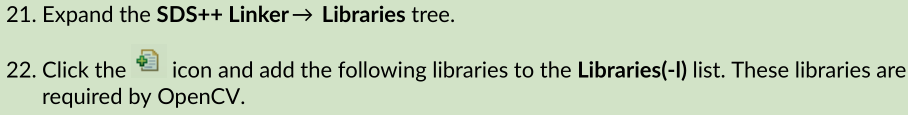 21. Expand the SDS++ Linker→ Libraries tree.
22. Click the icon and add the following libraries to the Libraries(-l) list. These libraries are
required by OpenCV.